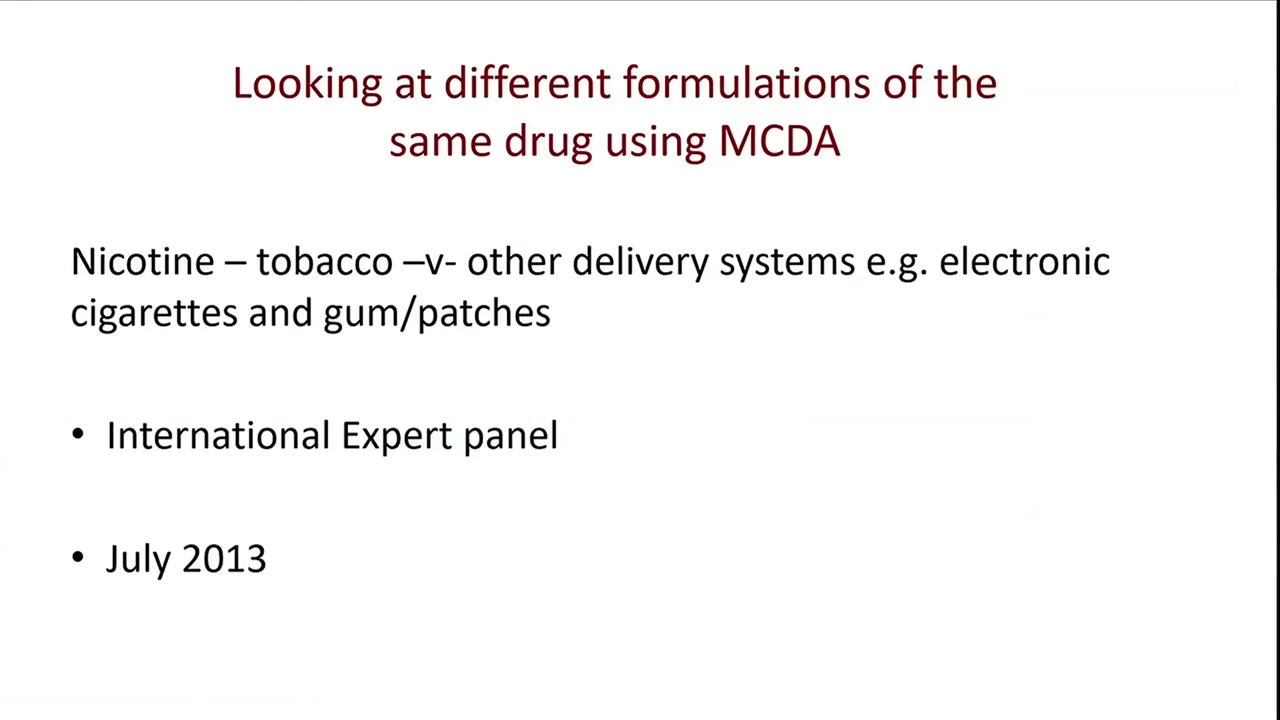 Looking at different formulations of the
same drug using MCDA
Nicotine – tobacco –v- other delivery systems e.g. electronic
cigarettes and gum/patches
• International Expert panel
• July 2013